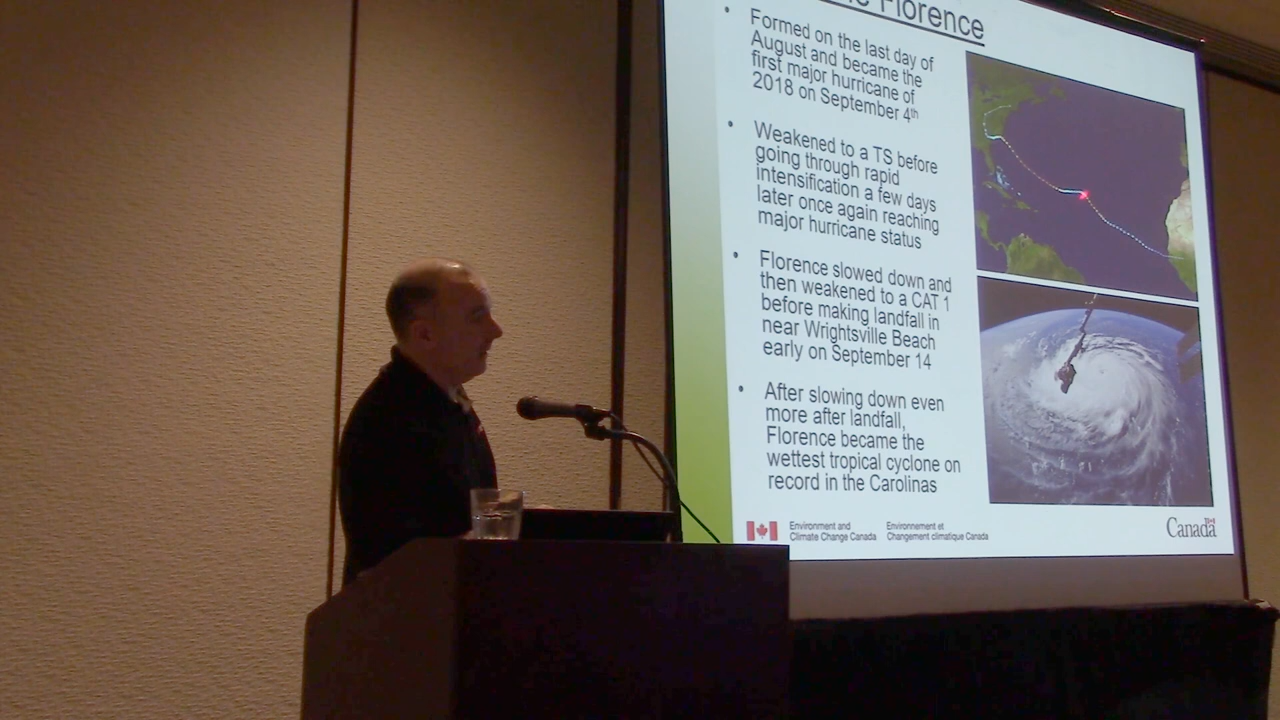 Florence
• Formed on the last day of
August and became the
first major hurricane of
2018 on September 4th
• Weakened to a TS before
going through rapid
intensification a few days
later once again reaching
major hurricane status
• Florence slowed down and
then weakened to a CAT 1
before making landfall in
near Wrightsville Beach
early on September 14
• After slowing down even
more after landfall,
Florence became the
wettest tropical cyclone on
record in the Carolinas
Environment and
Climate Change Canada
Environnement et
Changement climatique Canada
Canada